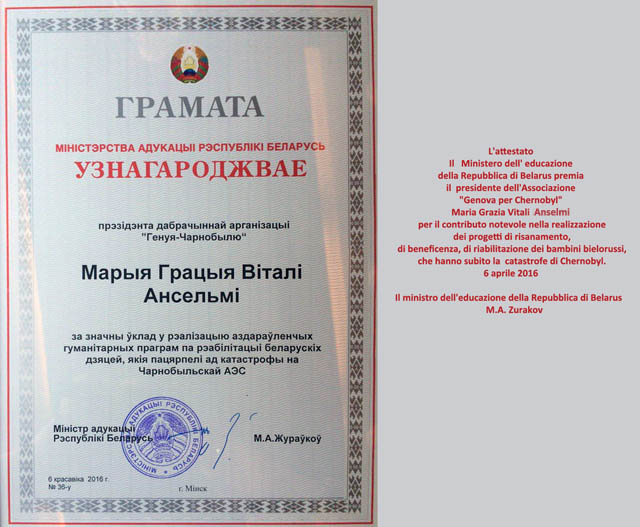 ГРАМАТА
МІНІСТЭРСТВА АДУКАЦЫІ РЭСПУБЛІКІ БЕЛАРУСЬ
УЗНАГАРОДЖВАЕ
прэзідэнта дабрачыннай арганізацыі
"Генуя-Чарнобылю"
Марыя Грацыя Віталі
Ансельмі
за значны ўклад у рэалізацыю аздараўленчых
гуманітарных праграм па рэабілітацыі беларускіх
дзяцей, якія пацярпелі ад катастрофы на
Чарнобыльскай АЭС
Міністр адукацыі
Рэспублікі Беларусь
М.А.Жураўкоў
6 красавіка 2016 г.
№ 36-у
г. Мінск
L'attestato
Il Ministero dell' educazione
della Repubblica di Belarus premia
il presidente dell'Associazione
"Genova per Chernobyl"
Maria Grazia Vitali Anselmi
per il contributo notevole nella realizzazione
dei progetti di risanamento,
di beneficenza, di riabilitazione dei bambini bielorussi,
che hanno subito la catastrofe di Chernobyl.
6 aprile 2016
Il ministro dell'educazione della Repubblica di Belarus
M.A. Zurakov